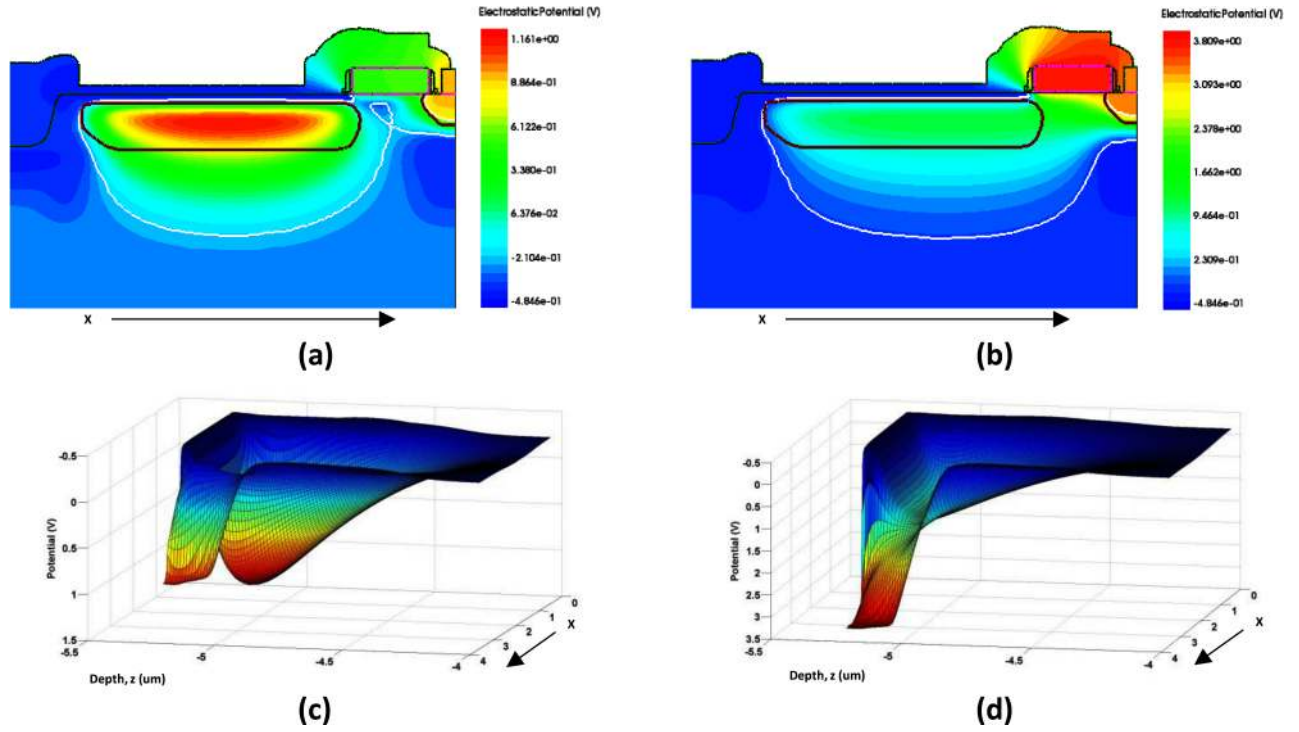 ElectrostaticPotential (V)
1.161e+00
8.864e-01
6.122e-01
3.380e-01
6.376e-02
-2.104e-01
-4.846e-01
X
(a)
ElectrostaticPotential (V)
3.809e+00
3.093e+00
2.378e+00
1.662e+00
9.464e-01
2.309e-01
-4.846e-01
X
(b)
-0.5
0
0.5
1
1.5
Potential (V)
-5.5
-5
-4.5
-4
0
1
2
3
4
X
Depth, z (um)
(c)
-0.5
0
0.5
1
1.5
2
2.5
3
3.5
Potential (V)
-5.5
-5
-4.5
-4
0
1
2
3
4
X
Depth, z (um)
(d)